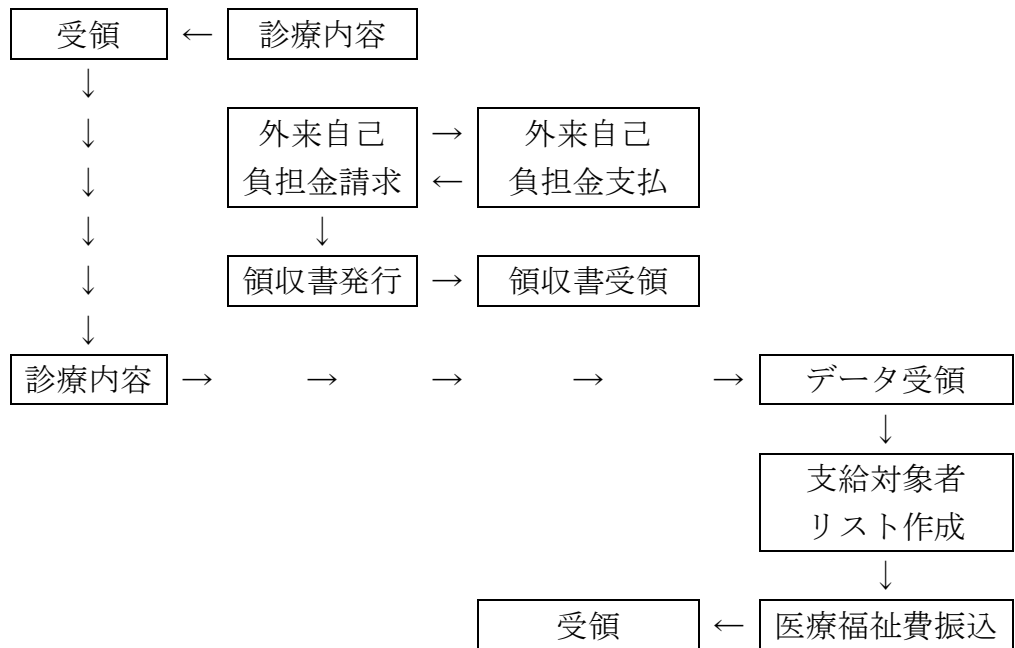 受領 ← 診療内容
↓
↓ 外来自己 → 外来自己
↓ 負担金請求 ← 負担金支払
↓ ↓
↓ 領収書発行 → 領収書受領
↓
診療内容 → → → → → データ受領
↓
支給対象者
リスト作成
↓
受領 ← 医療福祉費振込